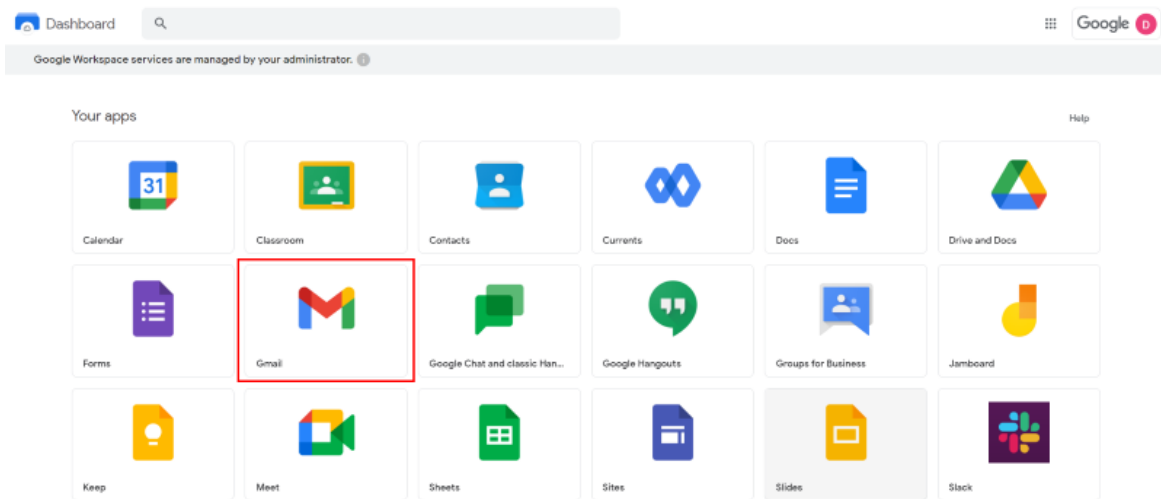 Dashboard
Google D
Google Workspace services are managed by your administrator.
Your apps
Help
31
Calendar
Classroom
Contacts
Currents
Docs
Drive and Docs
Forms
Gmail
Google Chat and classic Han...
Google Hangouts
Groups for Business
Jamboard
Keep
Meet
Sheets
Sites
Slides
Slack